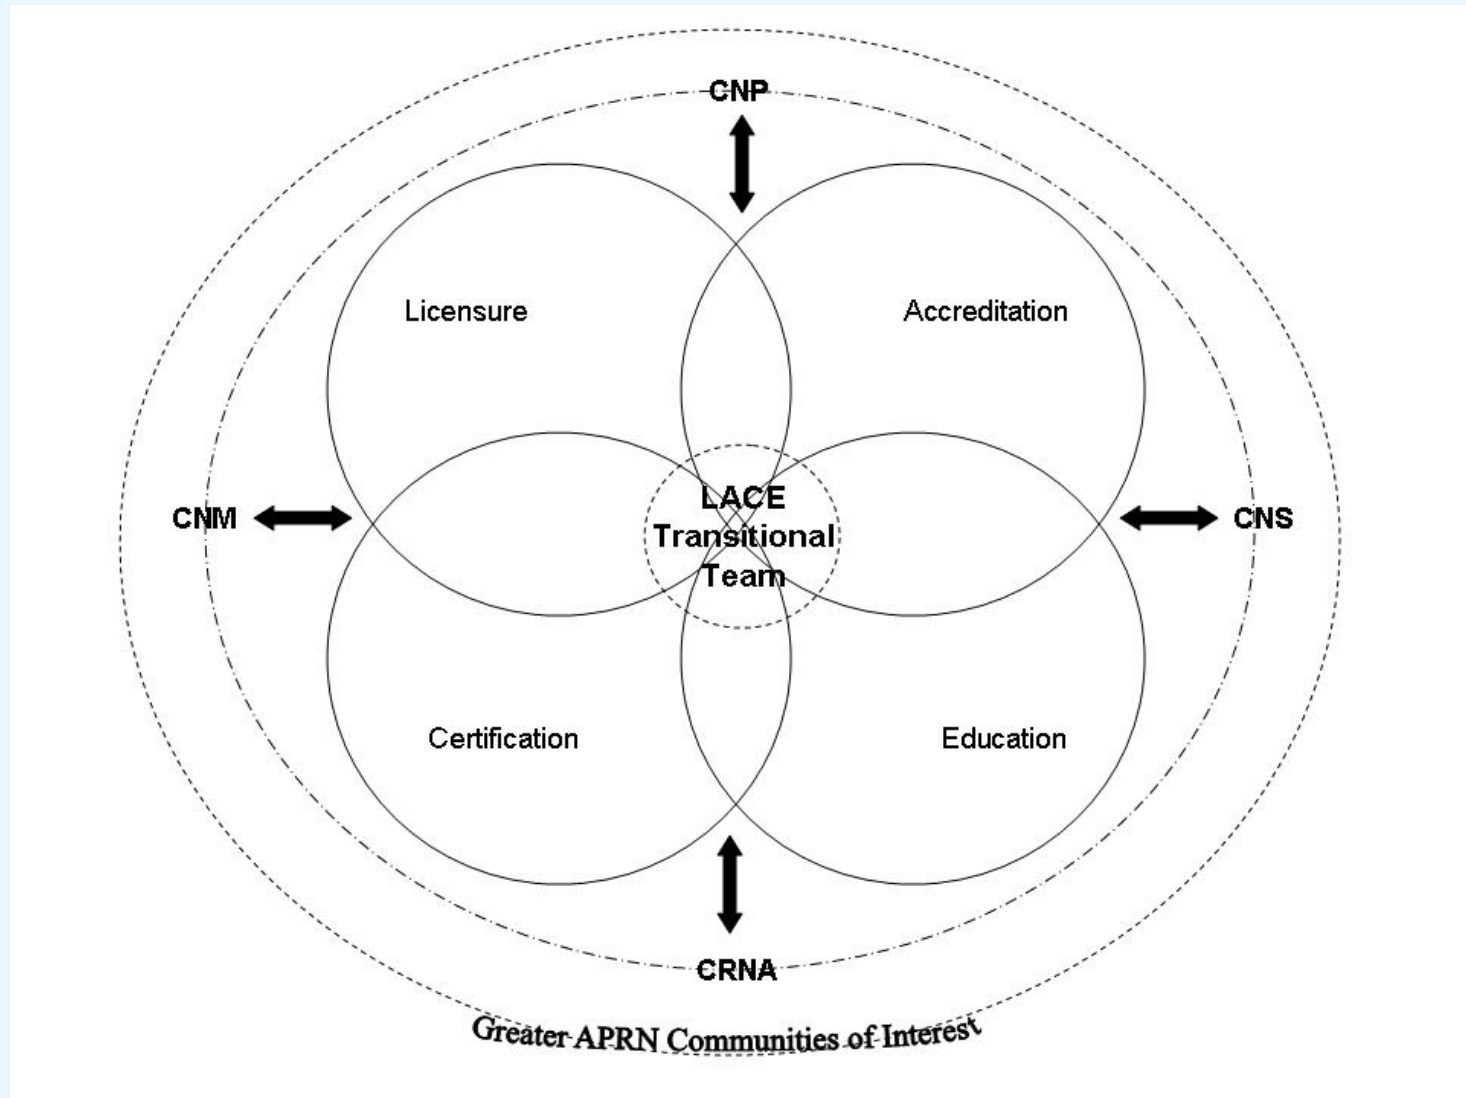 CNP
Licensure
Accreditation
LACE
Transitional
Team
CNM
CNS
Certification
Education
CRNA
Greater APRN Communities of Interest